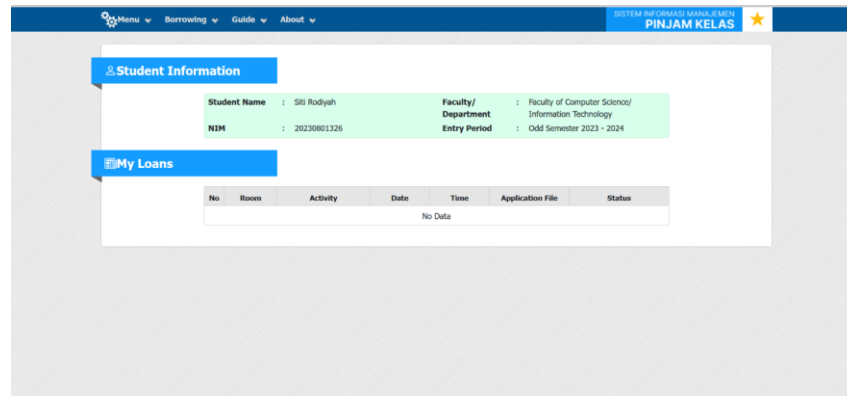 Menu Borrowing Guide About
SISTEM INFORMASI MANAJEMEN
PINJAM KELAS
Student Information
Student Name : Siti Rodiyah
Faculty/ Department : Faculty of Computer Science/ Information Technology
NIM : 20230801326
Entry Period : Odd Semester 2023 - 2024
My Loans
No Room Activity Date Time Application File Status
No Data